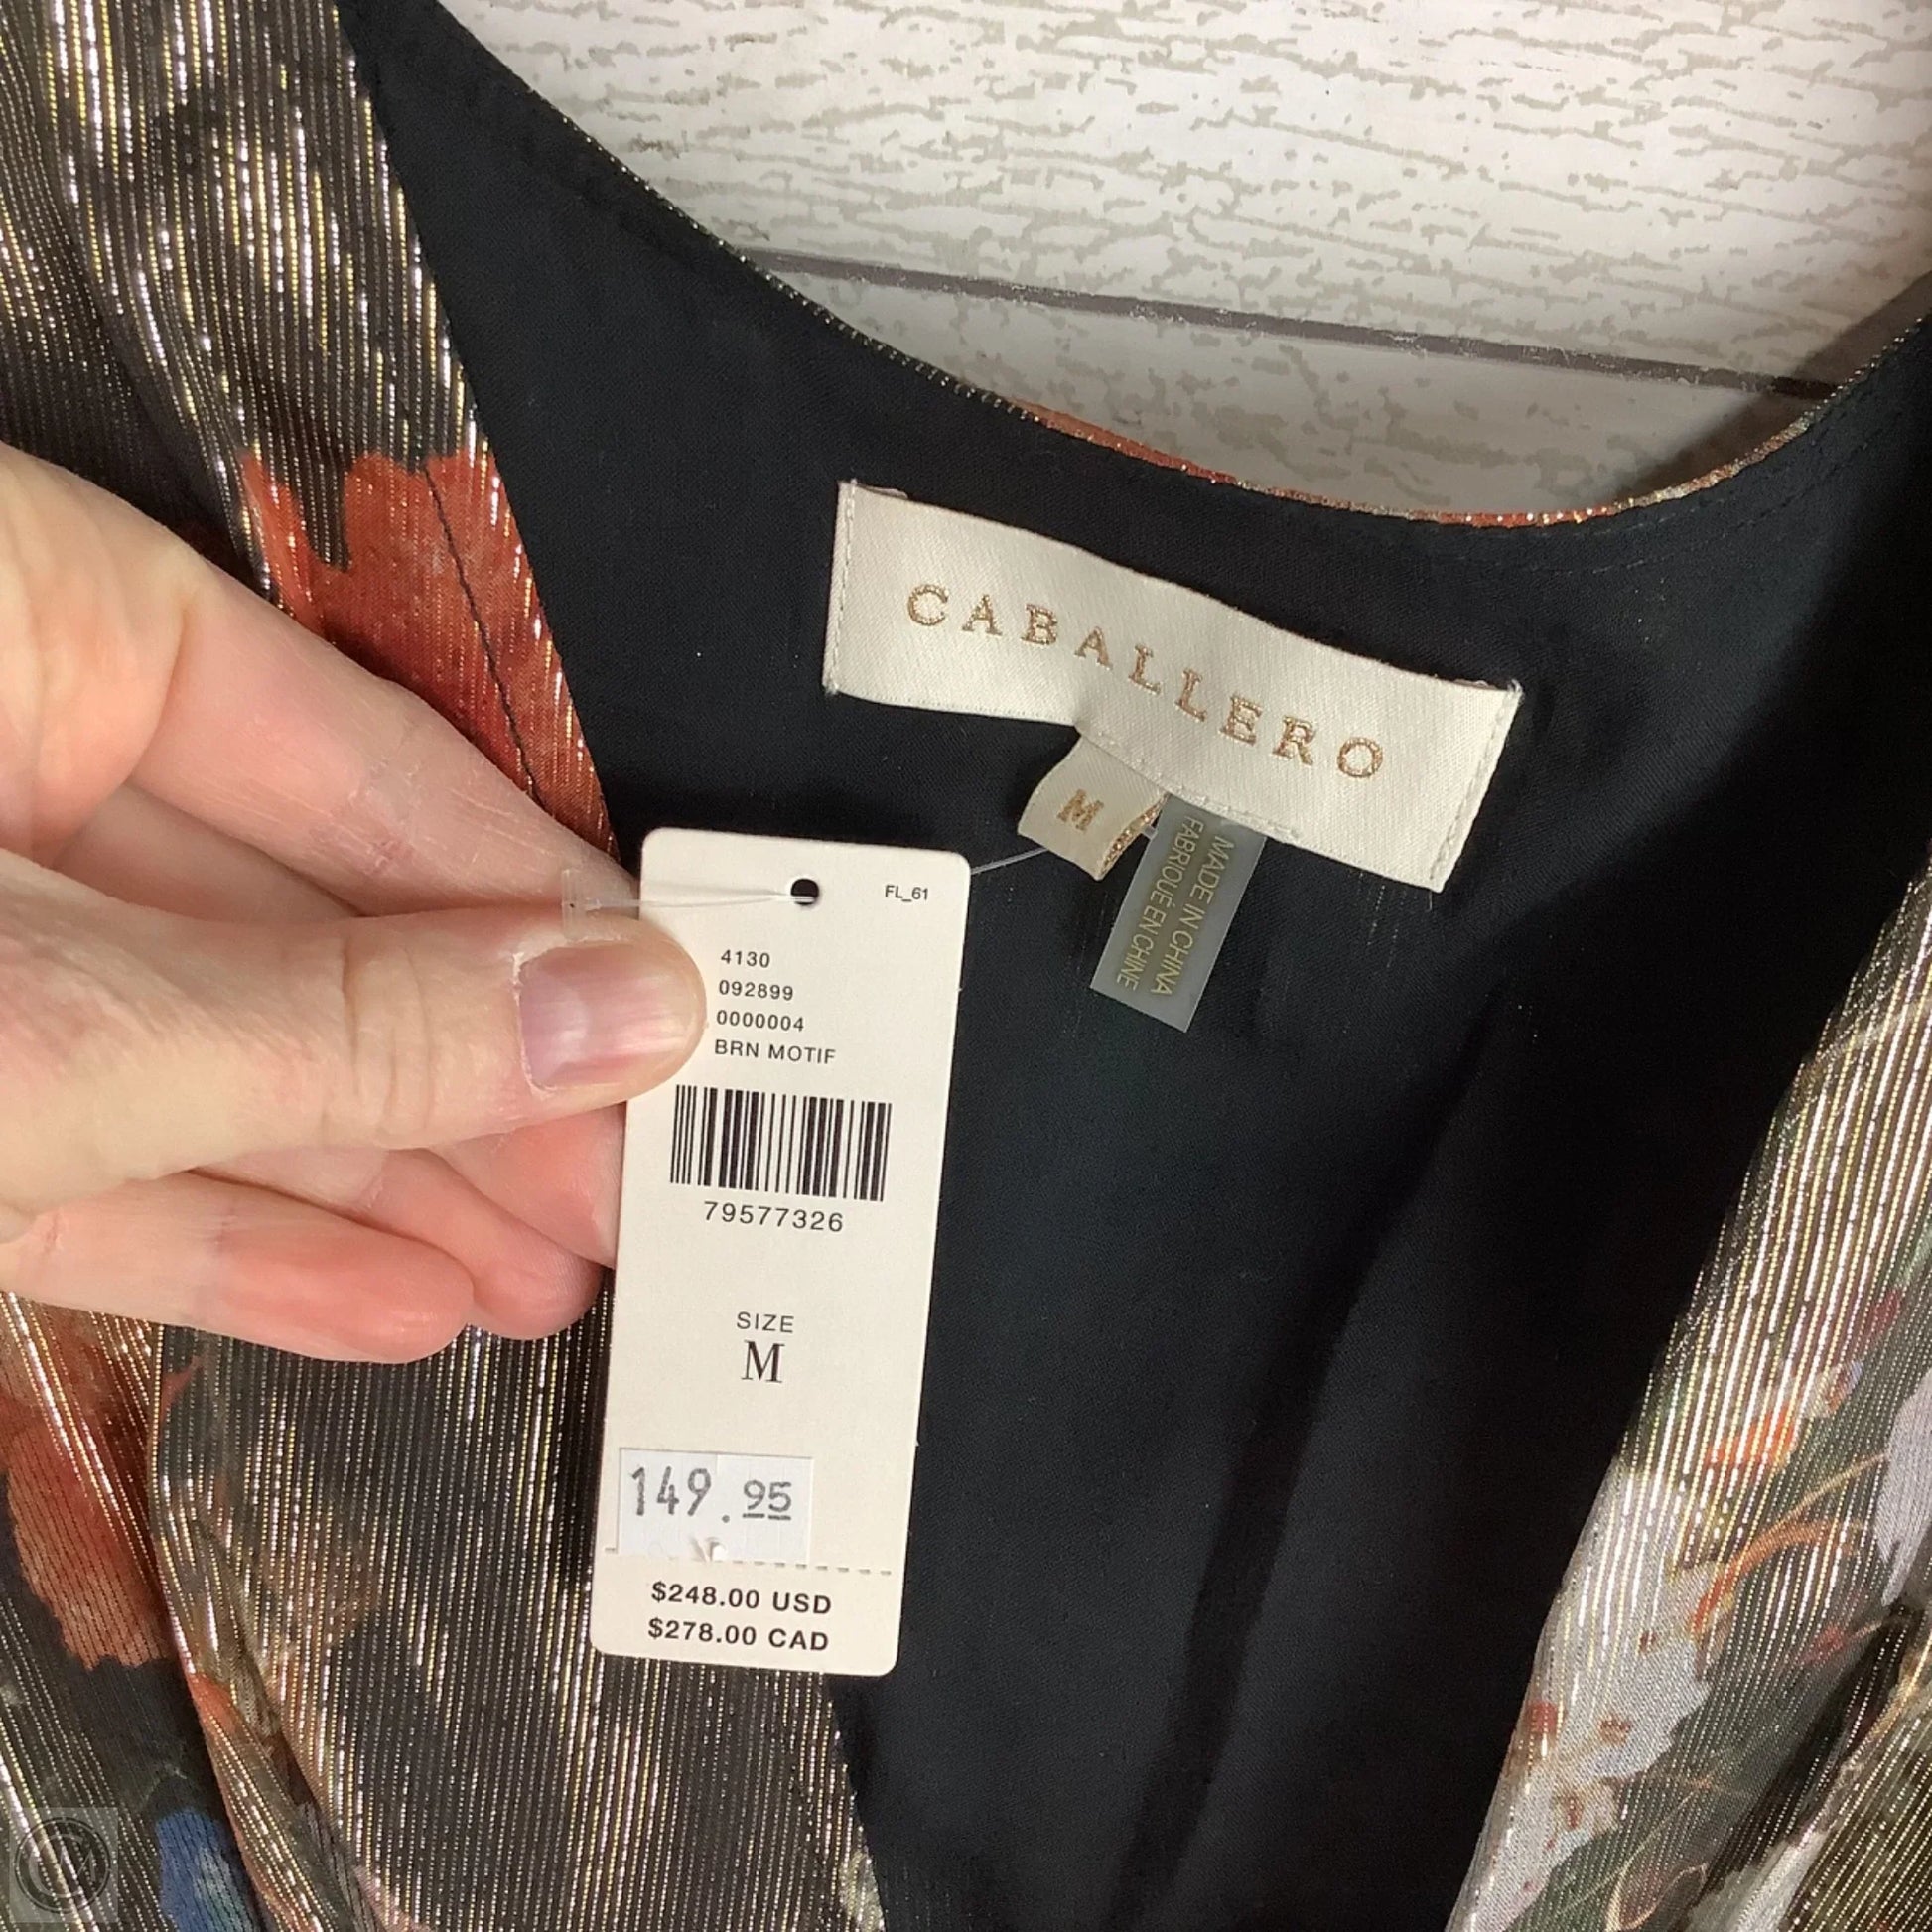 CABALLERO
M
MADE IN CHINA
FABRIQUÉ EN CHINE
FL_61
4130
092899
0000004
BRN MOTIF
79577326
SIZE
M
149.95
$248.00 USD
$278.00 CAD